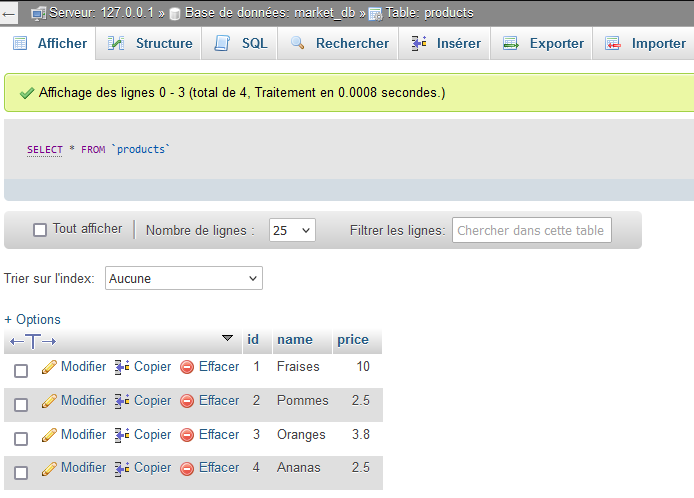 Serveur: 127.0.0.1 » Base de données: market_db » Table: products
Afficher Structure SQL Rechercher Insérer Exporter Importer
Affichage des lignes 0 - 3 (total de 4, Traitement en 0.0008 secondes.)
SELECT * FROM `products`
Tout afficher Nombre de lignes : 25 Filtrer les lignes: Chercher dans cette table
Trier sur l'index: Aucune
+ Options
←T→ id name price
Modifier Copier Effacer 1 Fraises 10
Modifier Copier Effacer 2 Pommes 2.5
Modifier Copier Effacer 3 Oranges 3.8
Modifier Copier Effacer 4 Ananas 2.5